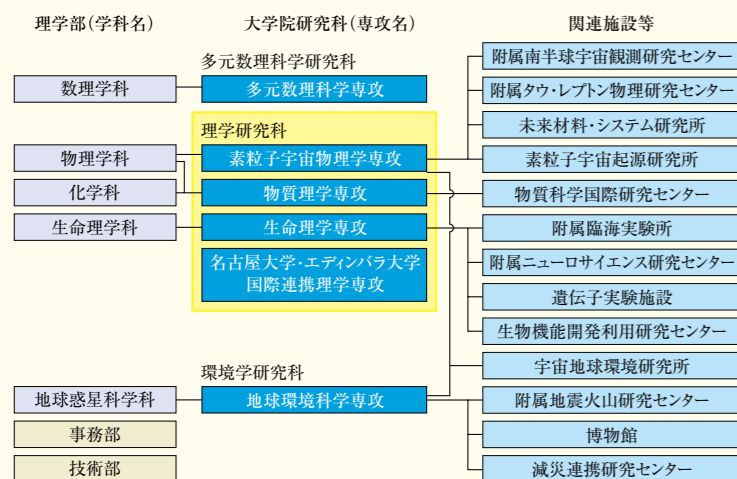 理学部（学科名）
大学院研究科（専攻名）
関連施設等
多元数理科学研究科
数理学科
多元数理科学専攻
理学研究科
物理学科
素粒子宇宙物理学専攻
化学科
物質理学専攻
生命理学科
生命理学専攻
名古屋大学・エディンバラ大学
国際連携理学専攻
環境学研究科
地球惑星科学科
地球環境科学専攻
事務部
技術部
附属南半球宇宙観測研究センター
附属タウ・レプトン物理研究センター
未来材料・システム研究所
素粒子宇宙起源研究所
物質科学国際研究センター
附属臨海実験所
附属ニューロサイエンス研究センター
遺伝子実験施設
生物機能開発利用研究センター
宇宙地球環境研究所
附属地震火山研究センター
博物館
減災連携研究センター